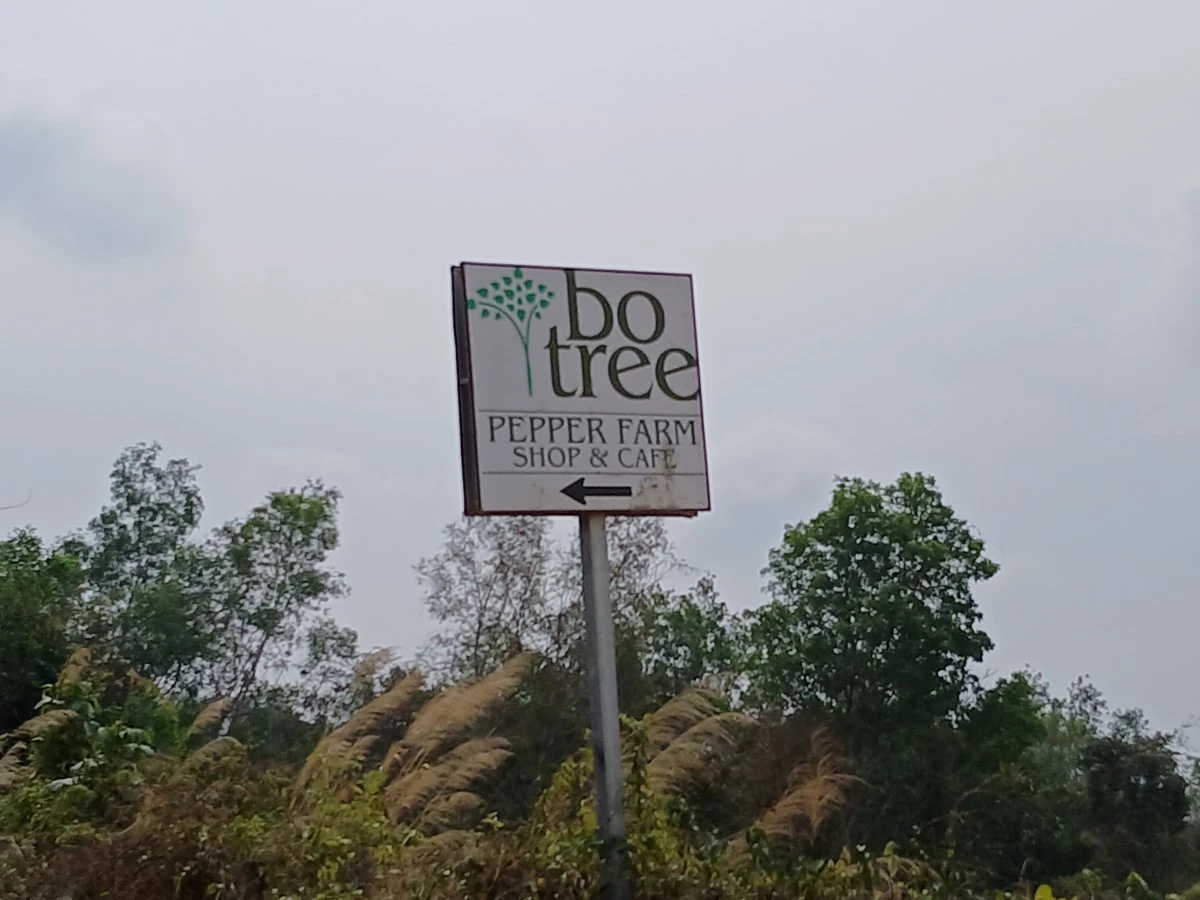 bo
tree
PEPPER FARM
SHOP & CAFE